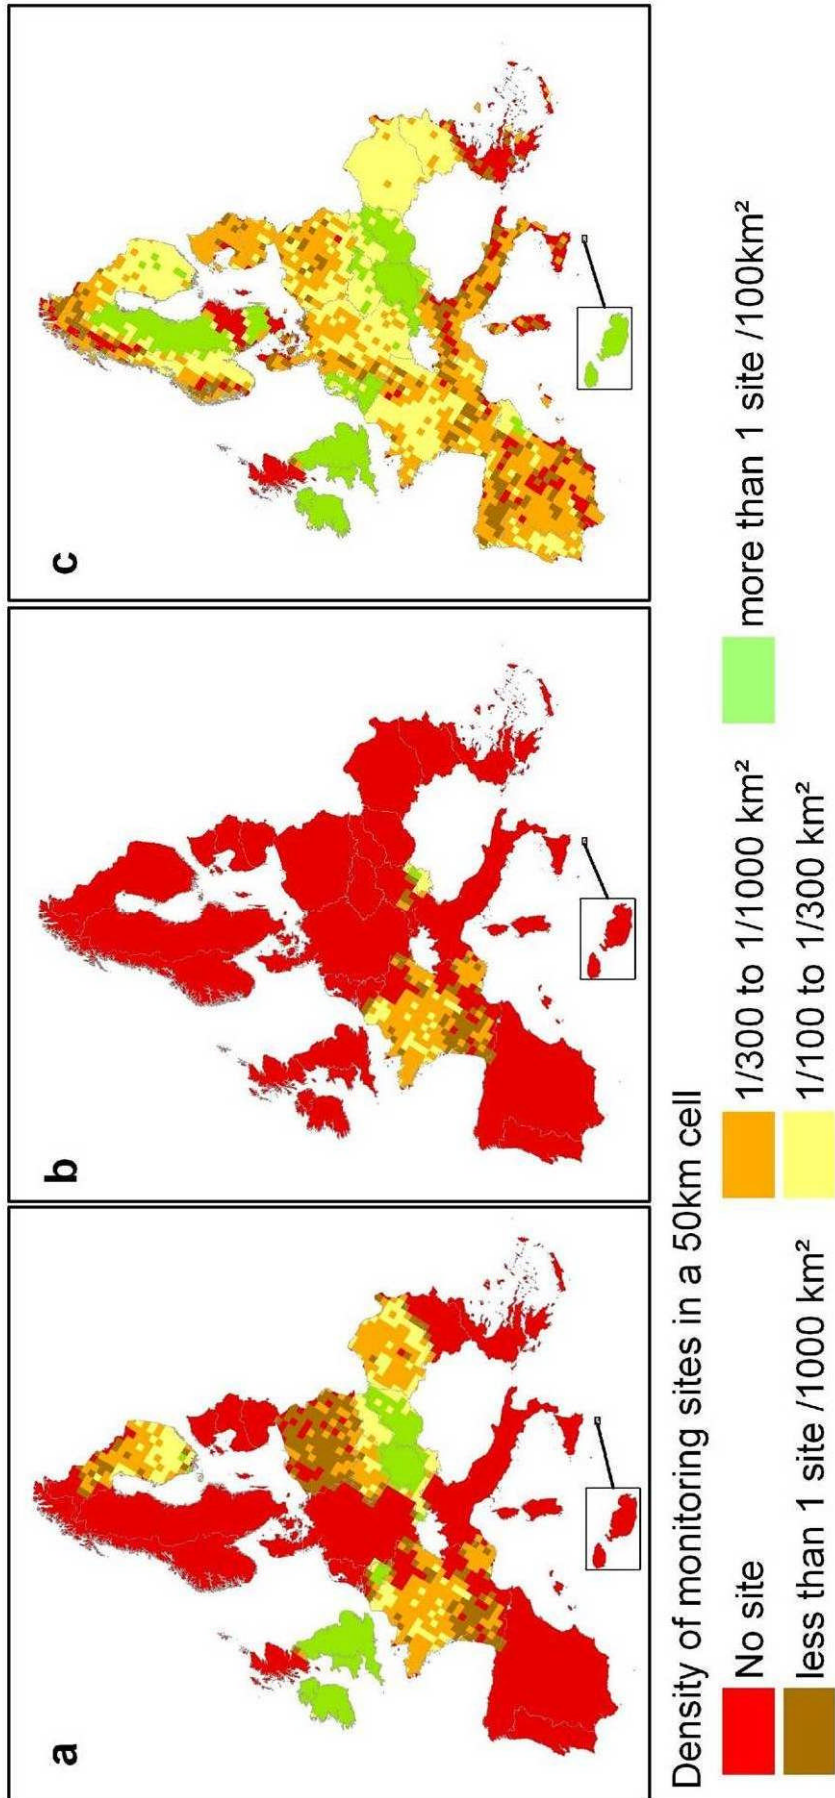 a
b
c
Density of monitoring sites in a 50km cell
No site
1/300 to 1/1000 km²
more than 1 site /100km²
less than 1 site /1000 km²
1/100 to 1/300 km²